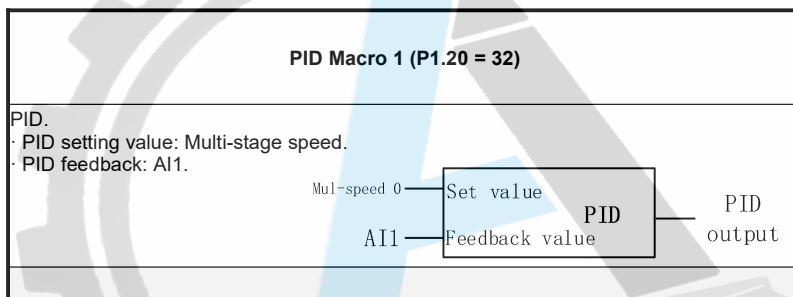 PID Macro 1 (P1.20 = 32)
PID.
· PID setting value: Multi-stage speed.
· PID feedback: AI1.
Mul-speed 0
Set value
PID
PID
output
AI1
Feedback value